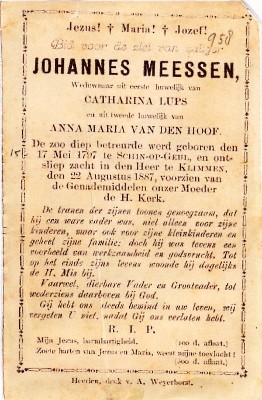 Jezus! † Maria! † Jozef!
958
Bid voor de ziel van zaliger
JOHANNES MEESSEN,
Weduwnaar uit eerste huwelijk van
CATHARINA LUPS
en uit tweede huwelijk van
ANNA MARIA VAN DEN HOOF.
De zoo diep betreurde werd geboren den
17 Mei 1797 te SCHIN-OP-GEUL, en ont-
sliep zacht in den Heer te KLIMMEN,
den 22 Augustus 1887, voorzien van
de Genademiddelen onzer Moeder
de H. Kerk.
De tranen der zijnen toonen genoegzaam, dat
hij een ware vader was, niet alleen voor zijne
kinderen, maar ook voor zijne kleinkinderen en
geheel zijne familie: doch hij was tevens een
voorbeeld van werkzaamheid en godsvrucht. Tot
op het einde zijns levens woonde hij dagelijks
de H. Mis bij.
Vaarwel, dierbare Vader en Grootvader, tot
wederziens daarboven bij God.
Gij hebt ons steeds bemind in uw leven, wij
vergeten U niet, nadat Gij ons verlaten hebt.
R. I. P.
Mijn Jezus, barmhartigheid. 100 d. aflaat.)
Zoete harten van Jezus en Maria, weest mijne toevlucht!
(300 d. aflaat.)
Heerlen, druk v. A. Weyerhorst.